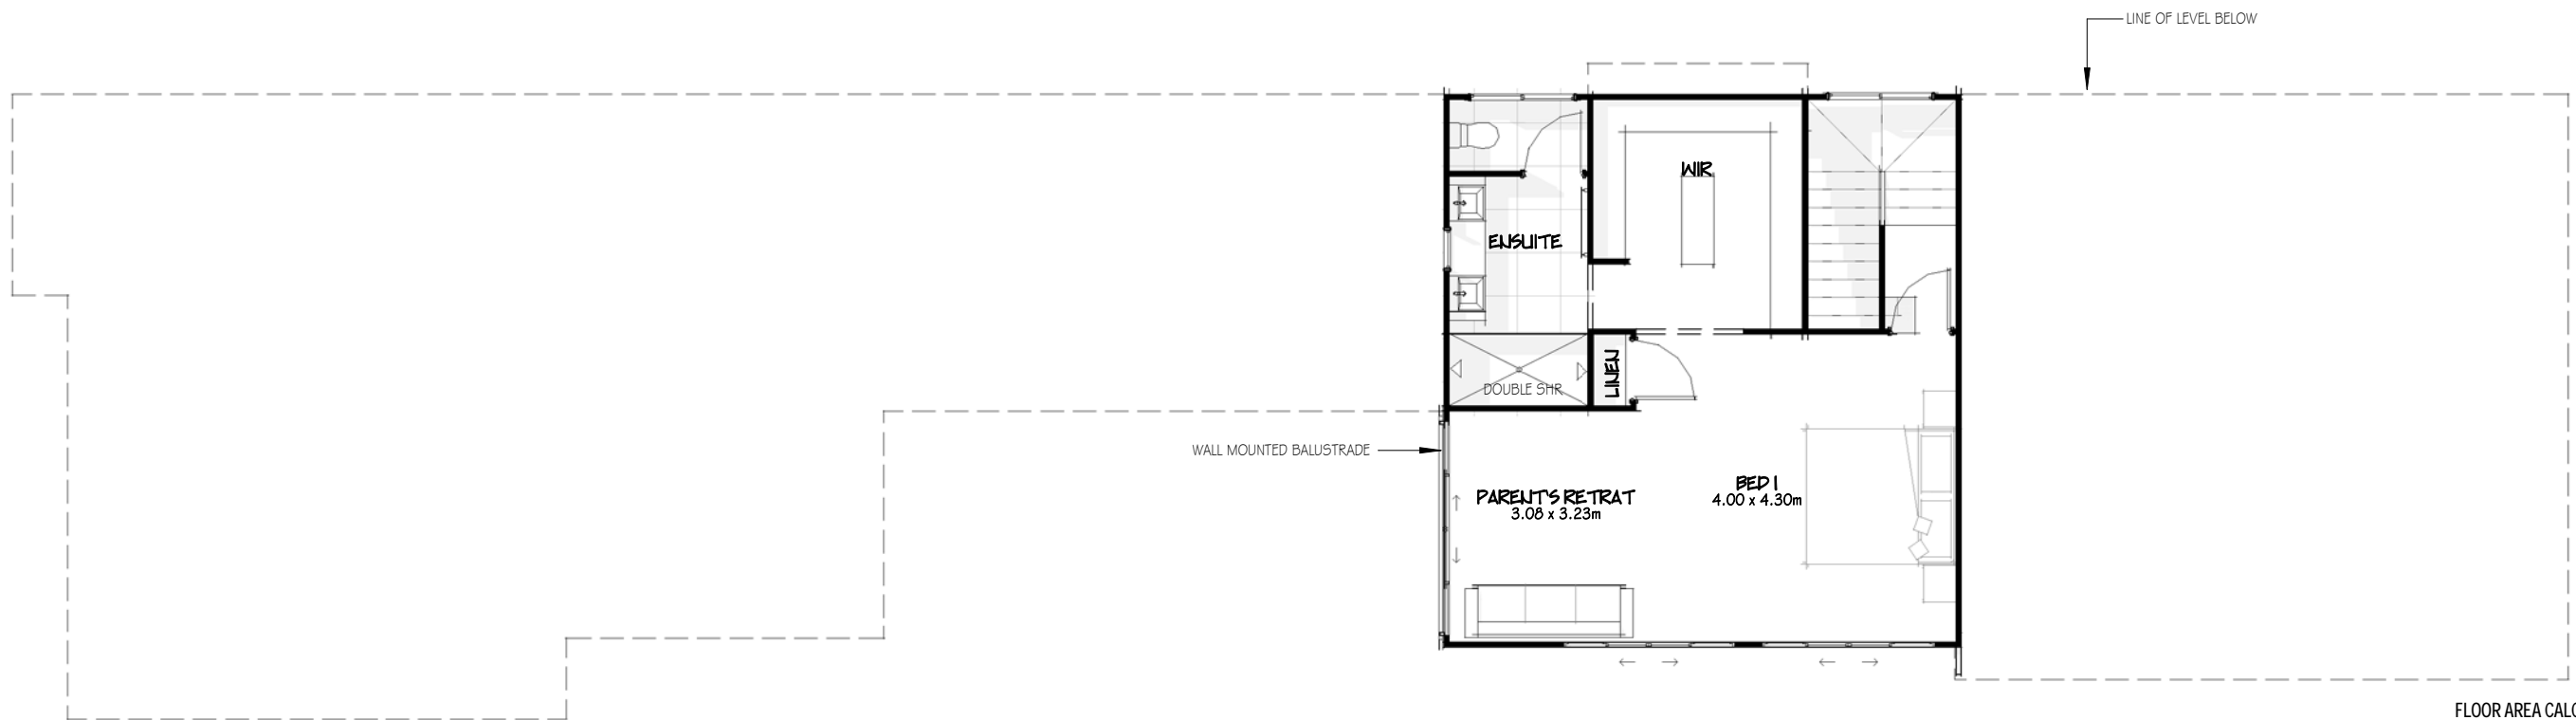 LINE OF LEVEL BELOW
WIR
ENSUITE
LINEN
DOUBLE SHR
WALL MOUNTED BALUSTRADE
BED 1
4.00 x 4.30m
PARENT'S RETRAT
3.08 x 3.23m
FLOOR AREA CALC